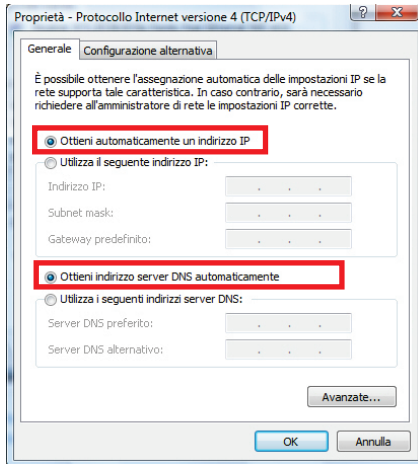 Proprietà - Protocollo Internet versione 4 (TCP/IPv4)
Generale
Configurazione alternativa
È possibile ottenere l'assegnazione automatica delle impostazioni IP se la
rete supporta tale caratteristica. In caso contrario, sarà necessario
richiedere all'amministratore di rete le impostazioni IP corrette.
Ottieni automaticamente un indirizzo IP
Utilizza il seguente indirizzo IP:
Indirizzo IP:
Subnet mask:
Gateway predefinito:
Ottieni indirizzo server DNS automaticamente
Utilizza i seguenti indirizzi server DNS:
Server DNS preferito:
Server DNS alternativo:
Avanzate...
OK
Annulla